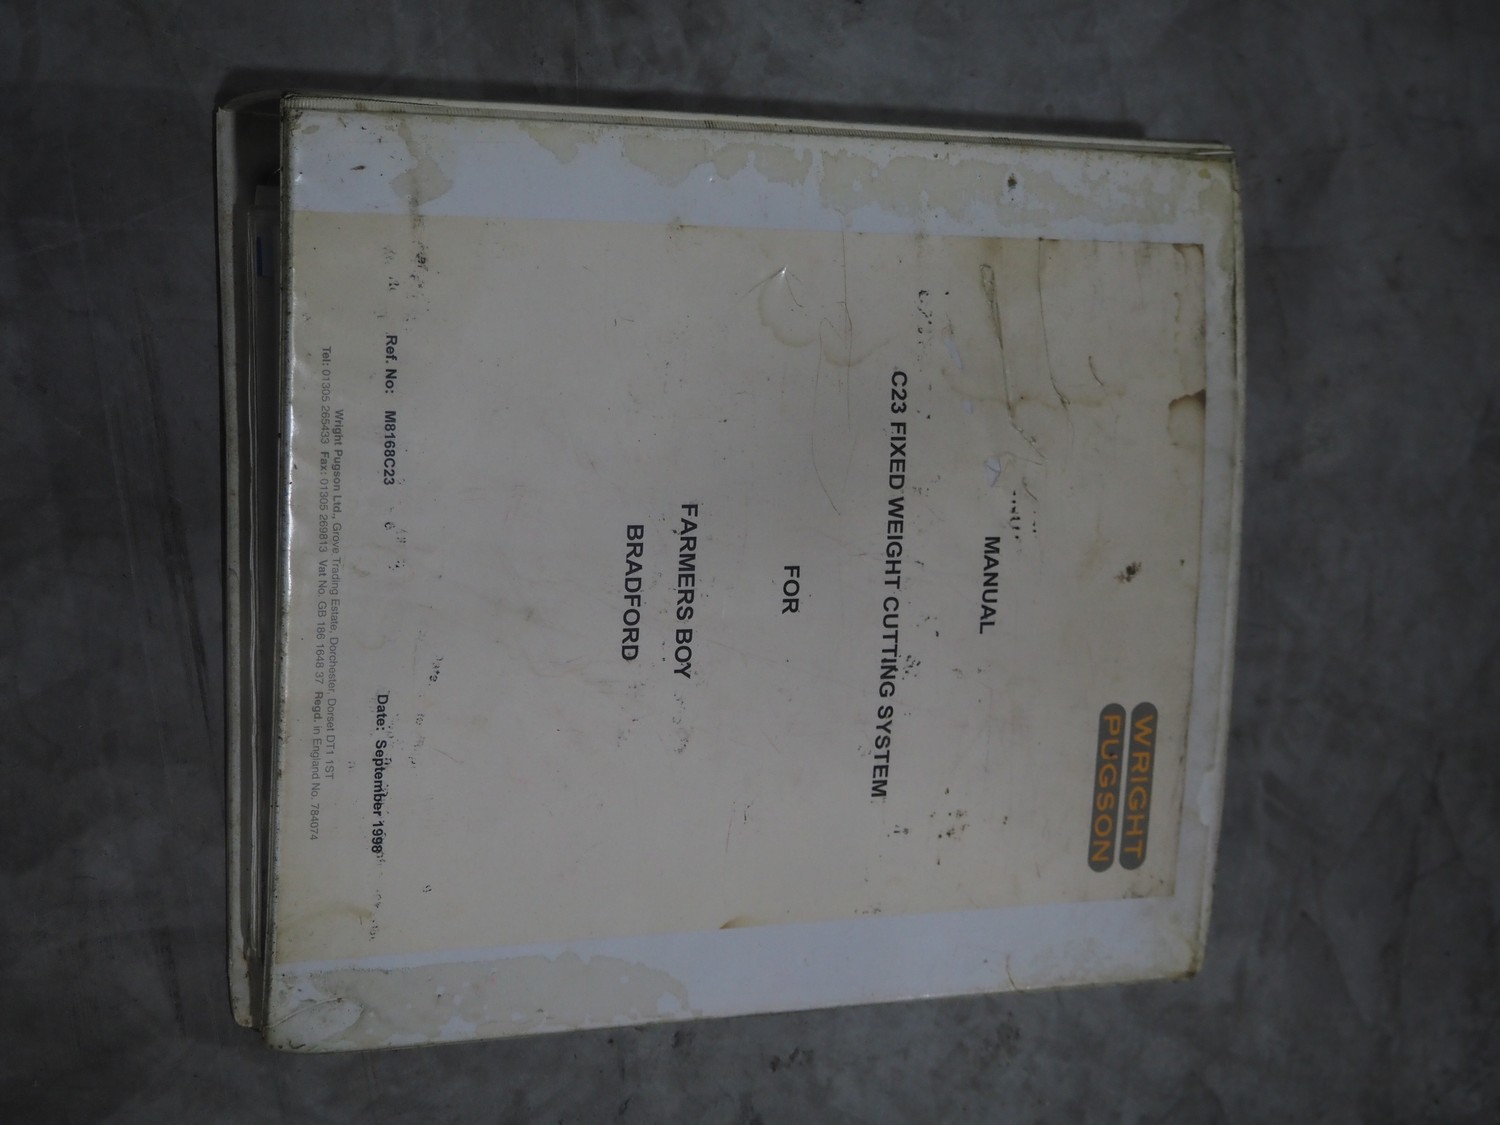 WRIGHT
PUGSON
MANUAL
C23 FIXED WEIGHT CUTTING SYSTEM
FOR
FARMERS BOY
BRADFORD
Ref. No: M8168C23
Date: September 1998
Wright Pugson Ltd., Grove Trading Estate, Dorchester, Dorset DT1 1ST
Tel: 01305 265433 Fax: 01305 269813 Vat No. GB 186 1648 37 Regd. in England No. 784074